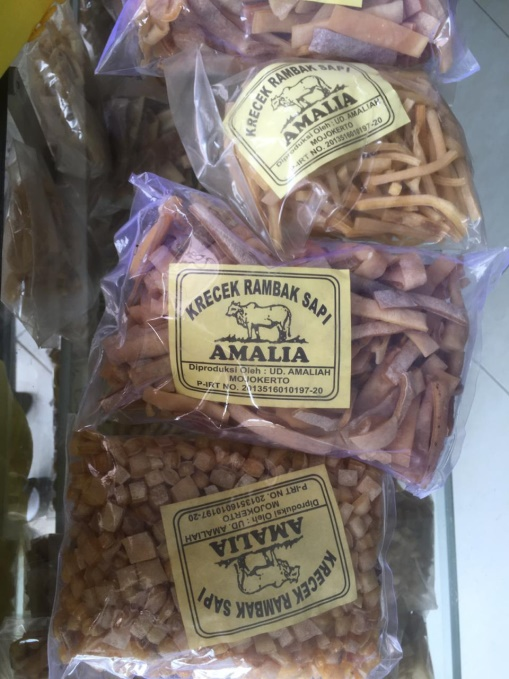 KRECEK RAMBAK SAPI
AMALIA
Diproduksi Oleh : UD. AMALIAH
MOJOKERTO
P-IRT NO. 2013516010197-20
KRECEK RAMBAK SAPI
AMALIA
Diproduksi Oleh : UD. AMALIAH
MOJOKERTO
P-IRT NO. 2013516010197-20
KRECEK RAMBAK SAPI
AMALIA
Diproduksi Oleh : UD. AMALIAH
MOJOKERTO
P-IRT NO. 2013516010197-20